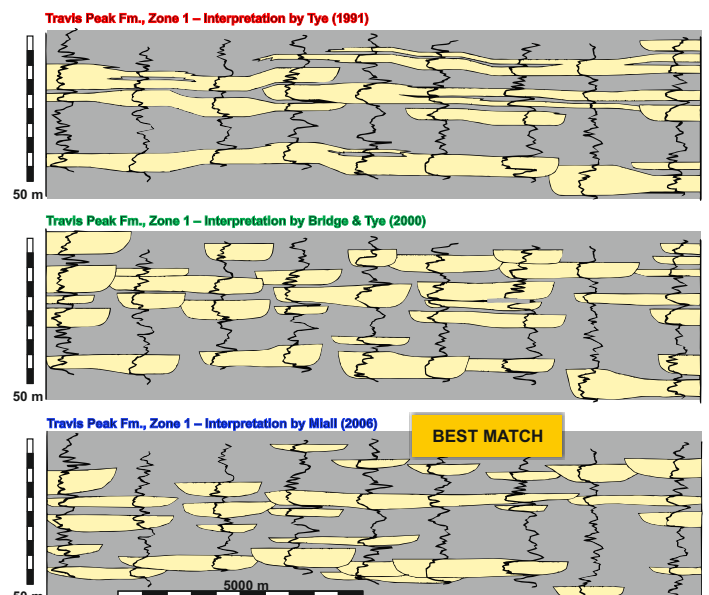 Travis Peak Fm., Zone 1 – Interpretation by Tye (1991)
50 m
Travis Peak Fm., Zone 1 – Interpretation by Bridge & Tye (2000)
50 m
Travis Peak Fm., Zone 1 – Interpretation by Miall (2006)
BEST MATCH
5000 m
50 m